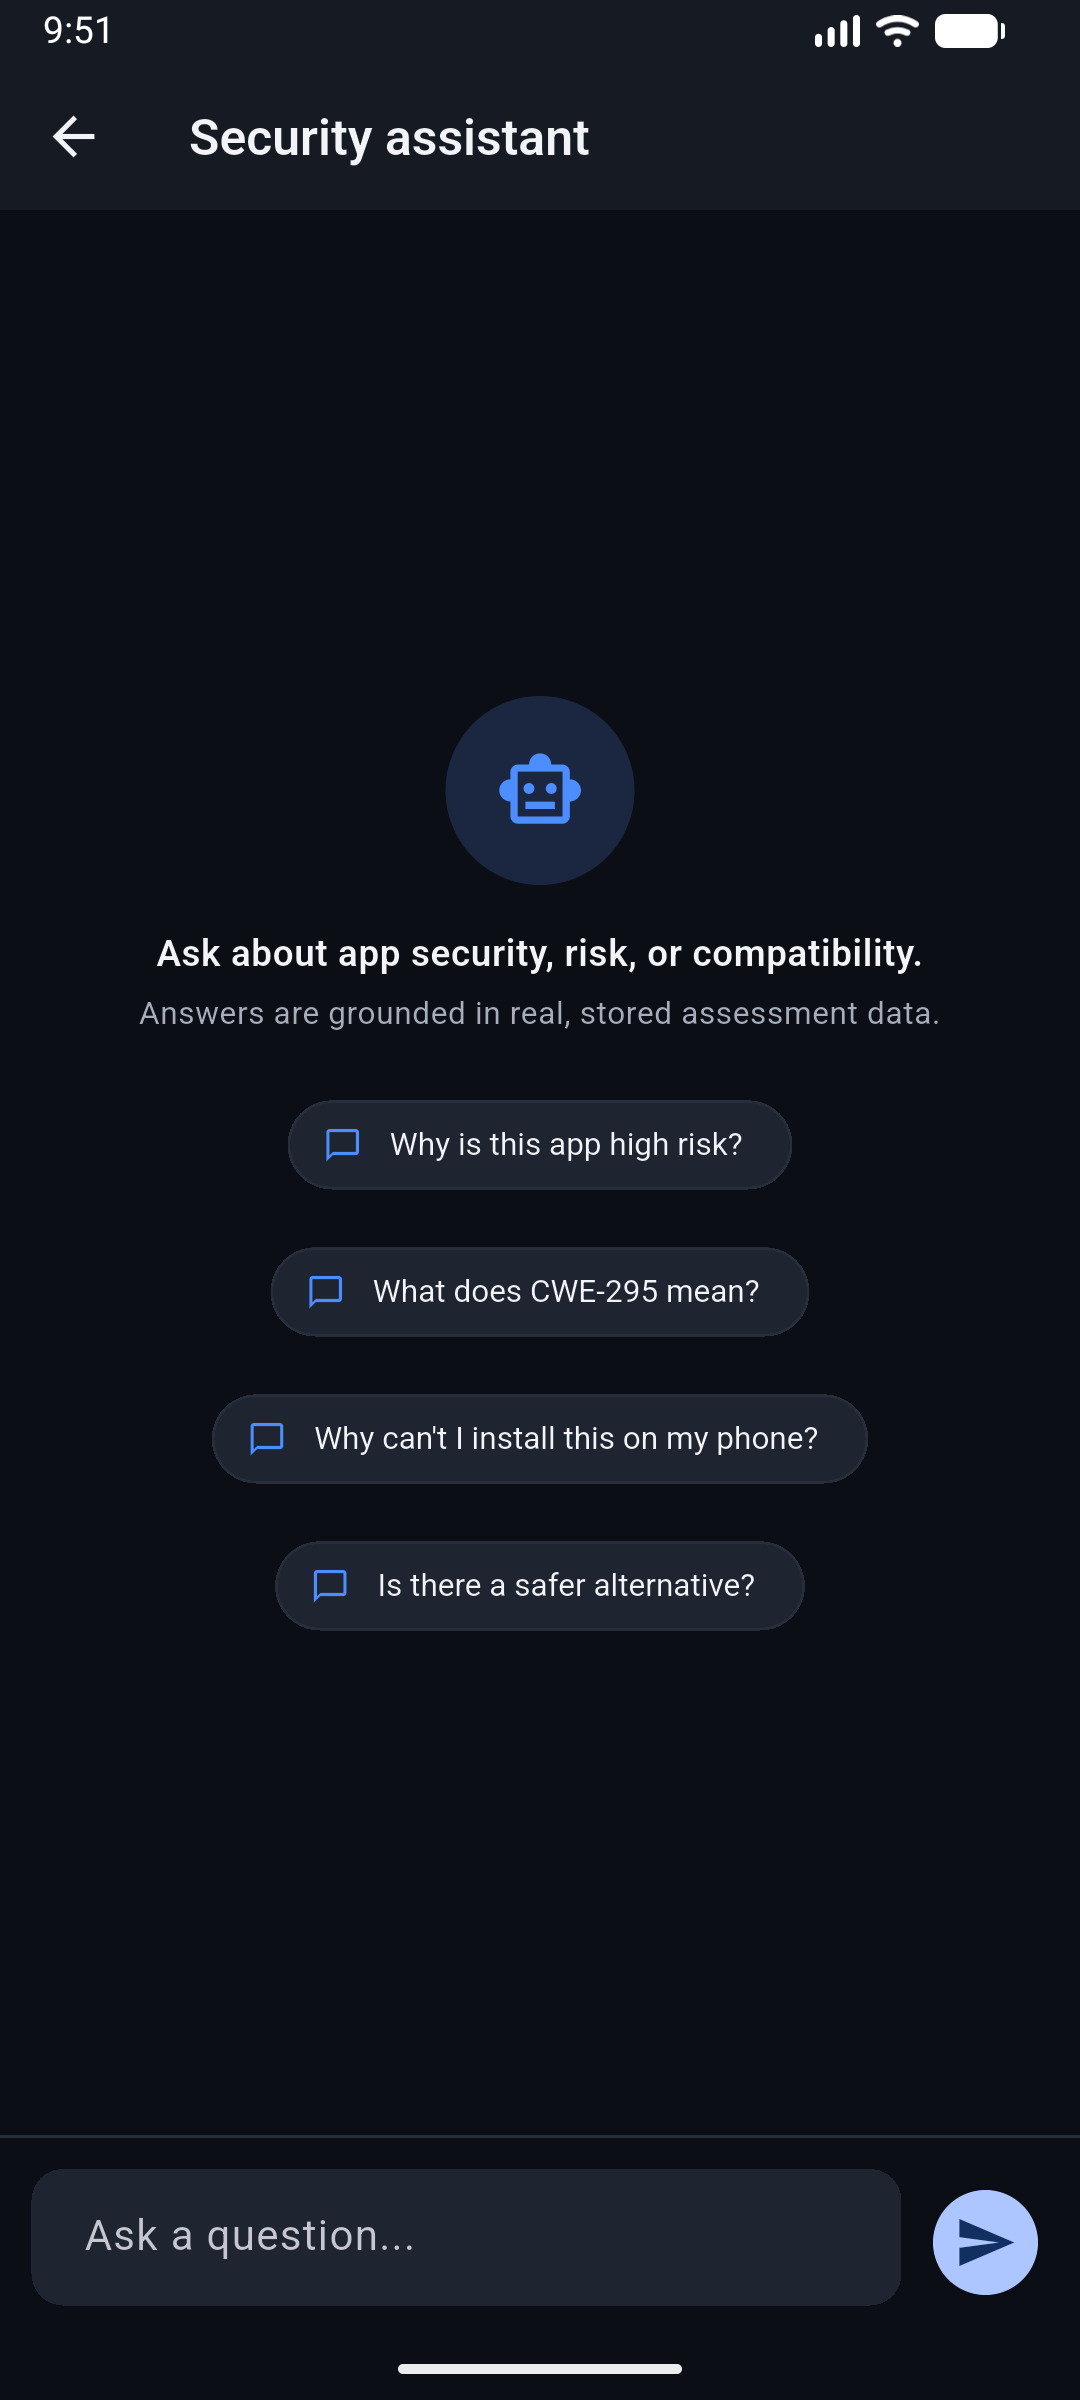 9:51
Security assistant
Ask about app security, risk, or compatibility.
Answers are grounded in real, stored assessment data.
Why is this app high risk?
What does CWE-295 mean?
Why can't I install this on my phone?
Is there a safer alternative?
Ask a question...